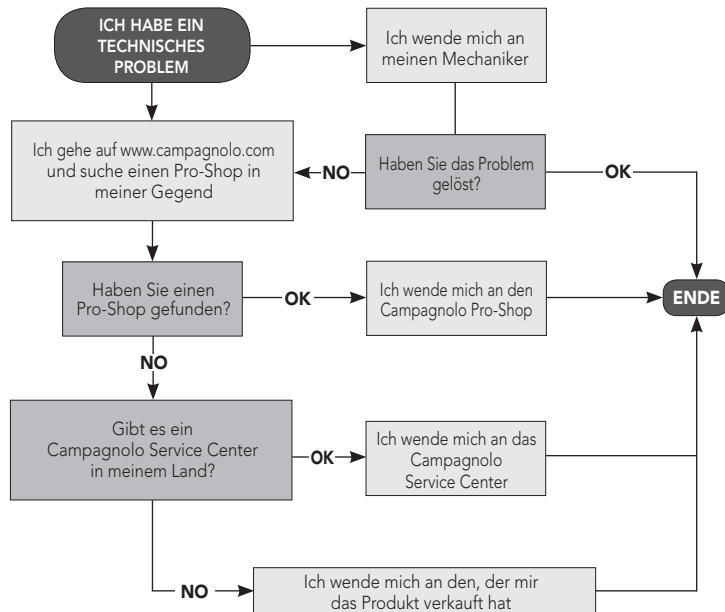 ICH HABE EIN
TECHNISCHES
PROBLEM
Ich wende mich an
meinen Mechaniker
Ich gehe auf www.campagnolo.com
und suche einen Pro-Shop in
meiner Gegend
NO
Haben Sie das Problem
gelöst?
OK
Haben Sie einen
Pro-Shop gefunden?
OK
Ich wende mich an den
Campagnolo Pro-Shop
ENDE
NO
Gibt es ein
Campagnolo Service Center
in meinem Land?
OK
Ich wende mich an das
Campagnolo
Service Center
NO
Ich wende mich an den, der mir
das Produkt verkauft hat